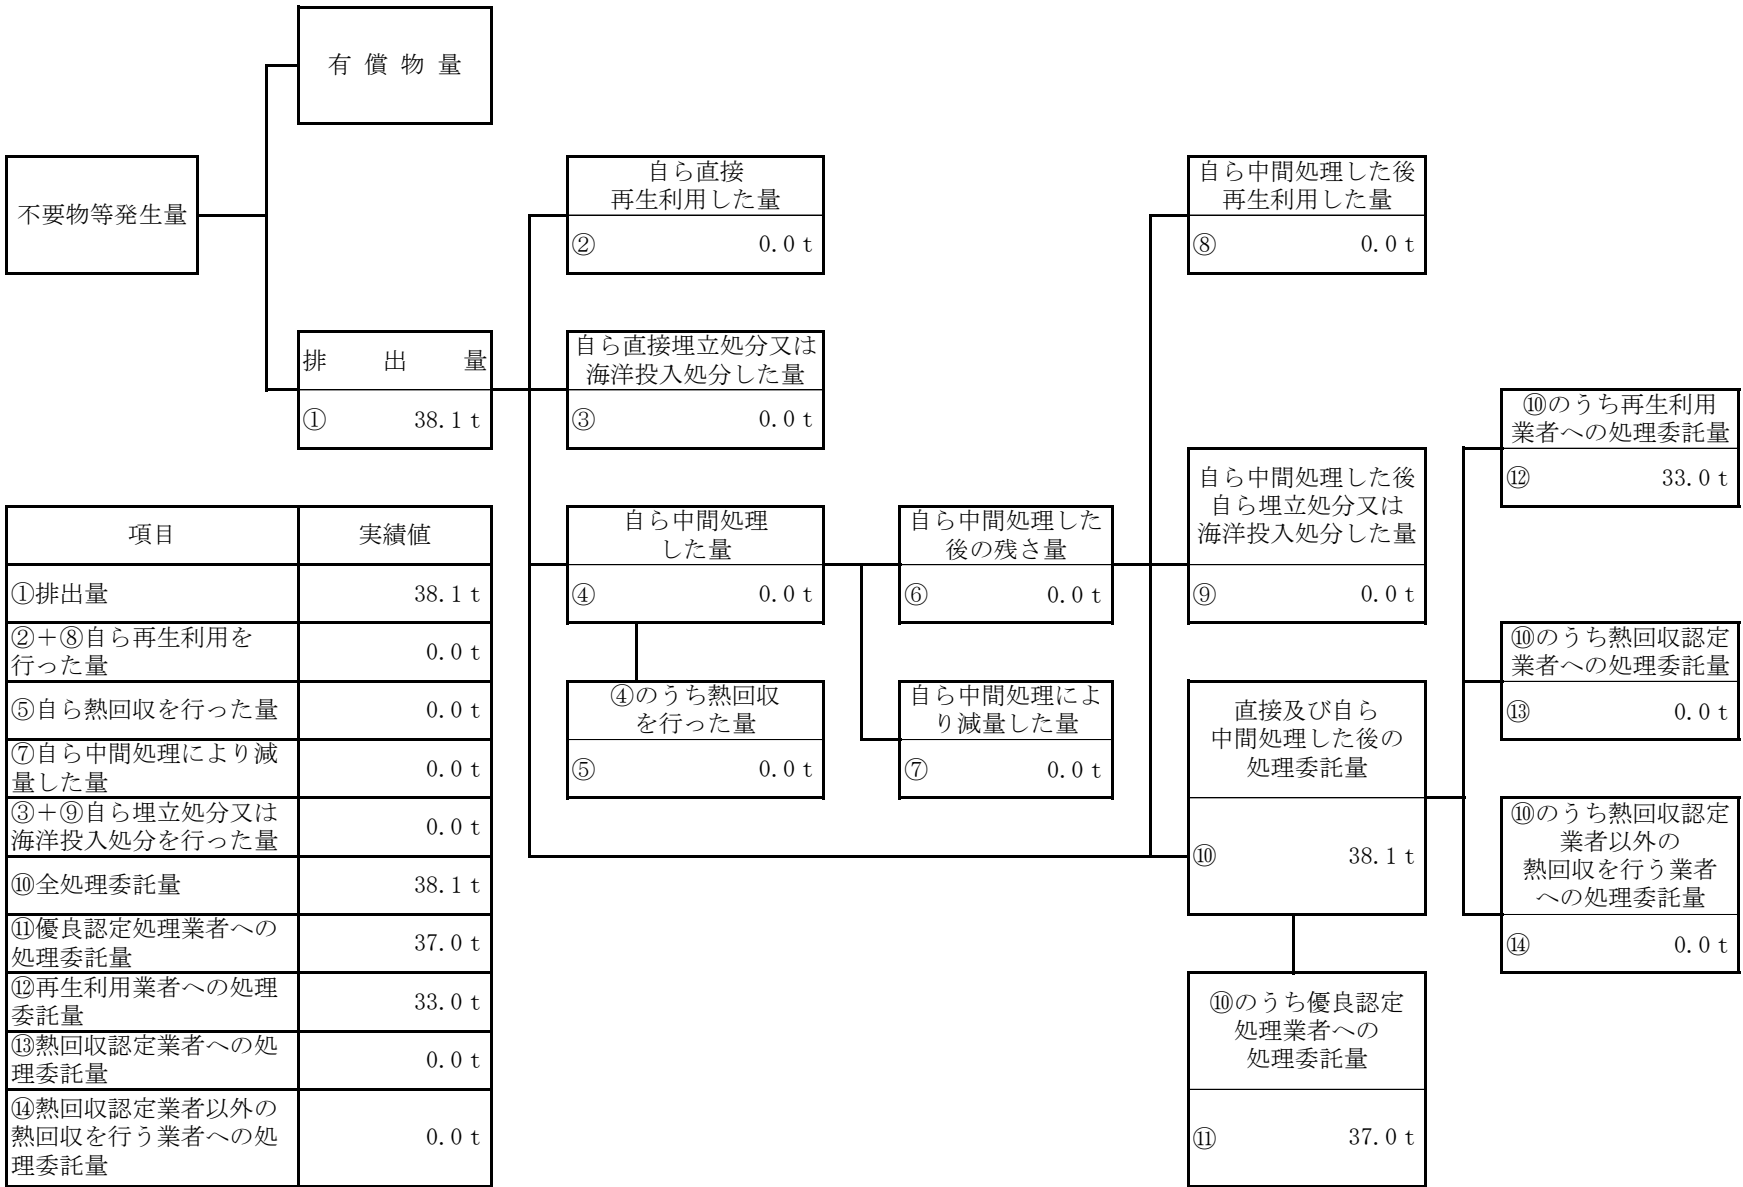 有 償 物 量
不要物等発生量
自ら直接
再生利用した量
② 0.0 t
自ら中間処理した後
再生利用した量
⑧ 0.0 t
排 出 量
① 38.1 t
自ら直接埋立処分又は
海洋投入処分した量
③ 0.0 t
⑩のうち再生利用
業者への処理委託量
⑫ 33.0 t
自ら中間処理した後
自ら埋立処分又は
海洋投入処分した量
⑨ 0.0 t
自ら中間処理
した量
④ 0.0 t
自ら中間処理した
後の残さ量
⑥ 0.0 t
⑩のうち熱回収認定
業者への処理委託量
⑬ 0.0 t
④のうち熱回収
を行った量
⑤ 0.0 t
自ら中間処理によ
り減量した量
⑦ 0.0 t
直接及び自ら
中間処理した後の
処理委託量
⑩ 38.1 t
⑩のうち熱回収認定
業者以外の
熱回収を行う業者
への処理委託量
⑭ 0.0 t
⑩のうち優良認定
処理業者への
処理委託量
⑪ 37.0 t
項目 実績値
①排出量 38.1 t
②＋⑧自ら再生利用を
行った量 0.0 t
⑤自ら熱回収を行った量 0.0 t
⑦自ら中間処理により減
量した量 0.0 t
③＋⑨自ら埋立処分又は
海洋投入処分を行った量 0.0 t
⑩全処理委託量 38.1 t
⑪優良認定処理業者への
処理委託量 37.0 t
⑫再生利用業者への処理
委託量 33.0 t
⑬熱回収認定業者への処
理委託量 0.0 t
⑭熱回収認定業者以外の
熱回収を行う業者への処
理委託量 0.0 t